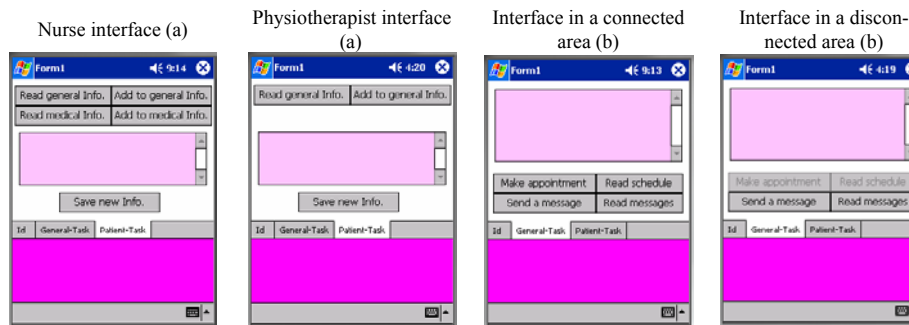 Nurse interface (a)
Physiotherapist interface
(a)
Interface in a connected
area (b)
Interface in a discon-
nected area (b)
Form1 9:14
Read general Info. Add to general Info.
Read medical Info. Add to medical Info.
Save new Info.
Id General-Task Patient-Task
Form1 4:20
Read general Info. Add to general Info.
Save new Info.
Id General-Task Patient-Task
Form1 9:13
Make appointment Read schedule
Send a message Read messages
Id General-Task Patient-Task
Form1 4:19
Make appointment Read schedule
Send a message Read messages
Id General-Task Patient-Task